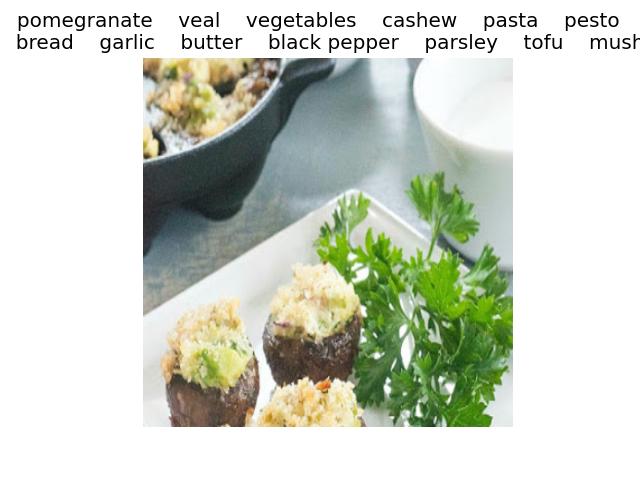 pomegranate veal vegetables cashew pasta pesto
bread garlic butter black pepper parsley tofu